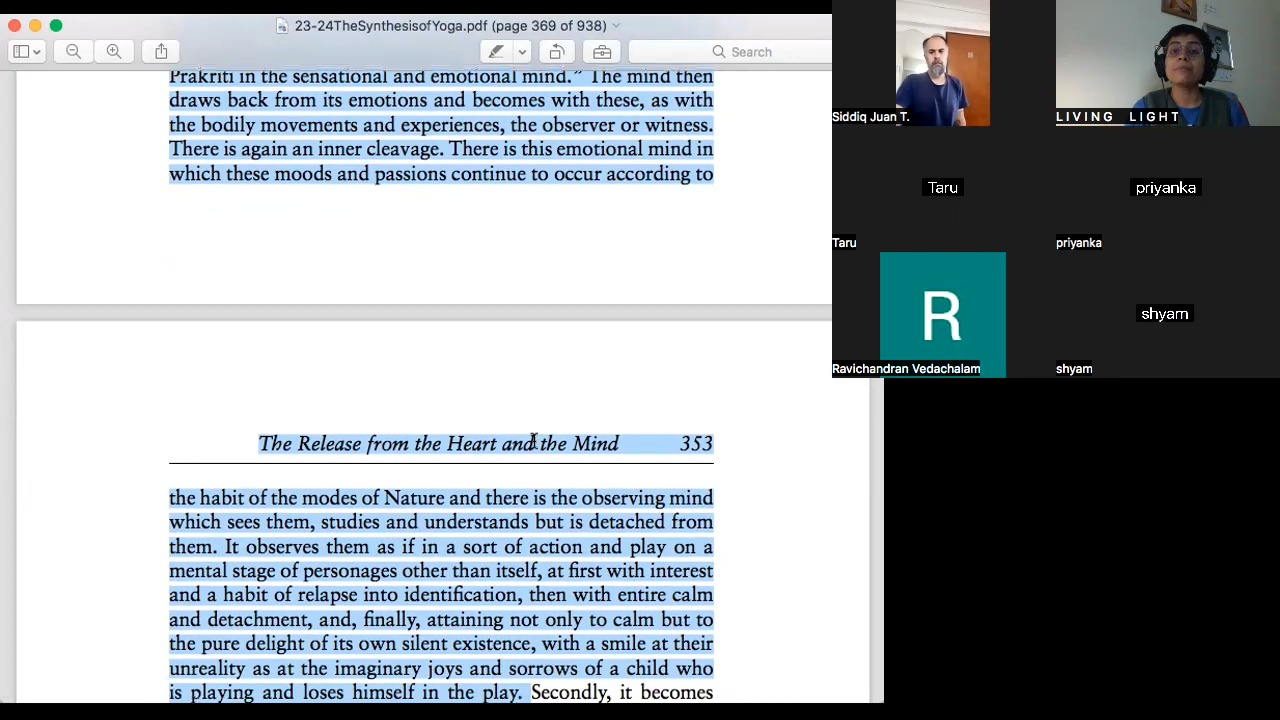 23-24TheSynthesisofYoga.pdf (page 369 of 938)
Search
Prakriti in the sensational and emotional mind.” The mind then
draws back from its emotions and becomes with these, as with
the bodily movements and experiences, the observer or witness.
There is again an inner cleavage. There is this emotional mind in
which these moods and passions continue to occur according to
The Release from the Heart and the Mind 353
the habit of the modes of Nature and there is the observing mind
which sees them, studies and understands but is detached from
them. It observes them as if in a sort of action and play on a
mental stage of personages other than itself, at first with interest
and a habit of relapse into identification, then with entire calm
and detachment, and, finally, attaining not only to calm but to
the pure delight of its own silent existence, with a smile at their
unreality as at the imaginary joys and sorrows of a child who
is playing and loses himself in the play. Secondly, it becomes
Siddiq Juan T.
LIVING LIGHT
Taru
Taru
priyanka
priyanka
R
Ravichandran Vedachalam
shyam
shyam